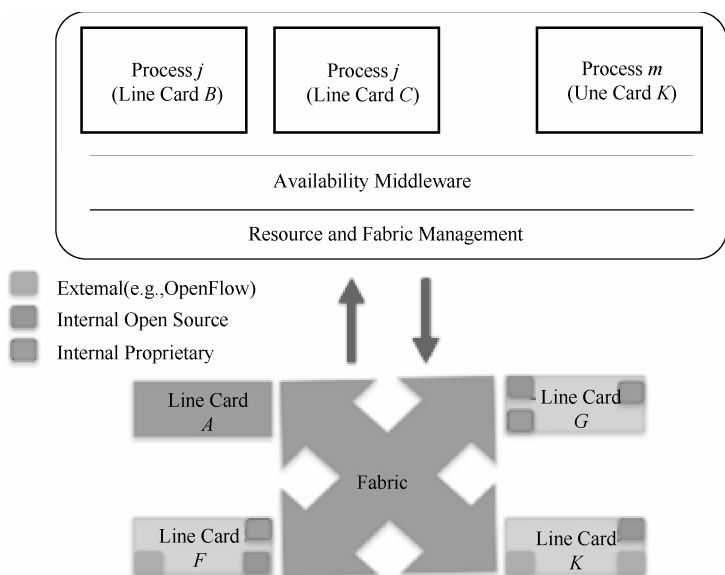 Process j
(Line Card B)
Process j
(Line Card C)
Process m
(Une Card K)
Availability Middleware
Resource and Fabric Management
Extemal(e.g.,OpenFlow)
Internal Open Source
Internal Proprietary
Line Card
A
- Line Card
G
Fabric
Line Card
F
Line Card
K